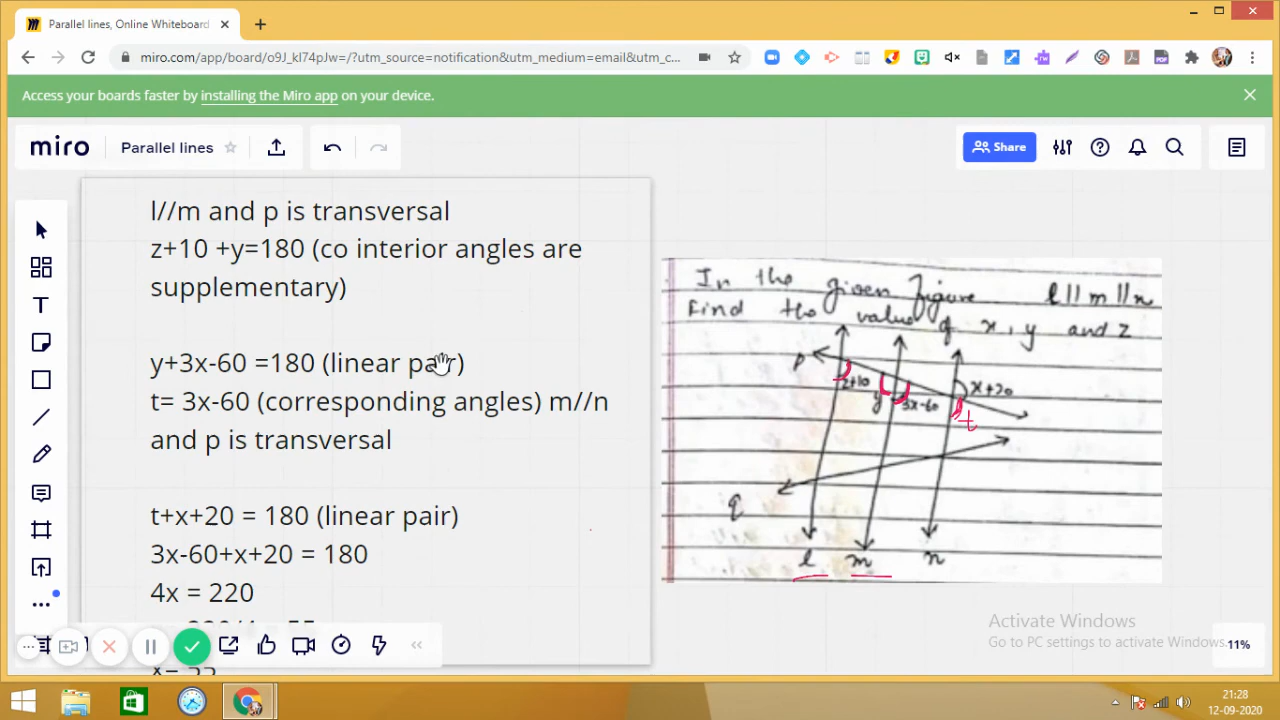 Parallel lines, Online Whiteboard
miro.com/app/board/o9J_kl74pJw=/?utm_source=notification&utm_medium=email&utm_c...
Access your boards faster by installing the Miro app on your device.
miro
Parallel lines
Share
l//m and p is transversal
z+10 +y=180 (co interior angles are
supplementary)
y+3x-60 =180 (linear pair)
t= 3x-60 (corresponding angles) m//n
and p is transversal
t+x+20 = 180 (linear pair)
3x-60+x+20 = 180
4x = 220
x= 55
In the given figure l || m || n
Find the value of x, y and z
p
z+10
x+20
y
3x-60
t
q
l
m
n
Activate Windows
Go to PC settings to activate Windows.
11%
21:28
12-09-2020